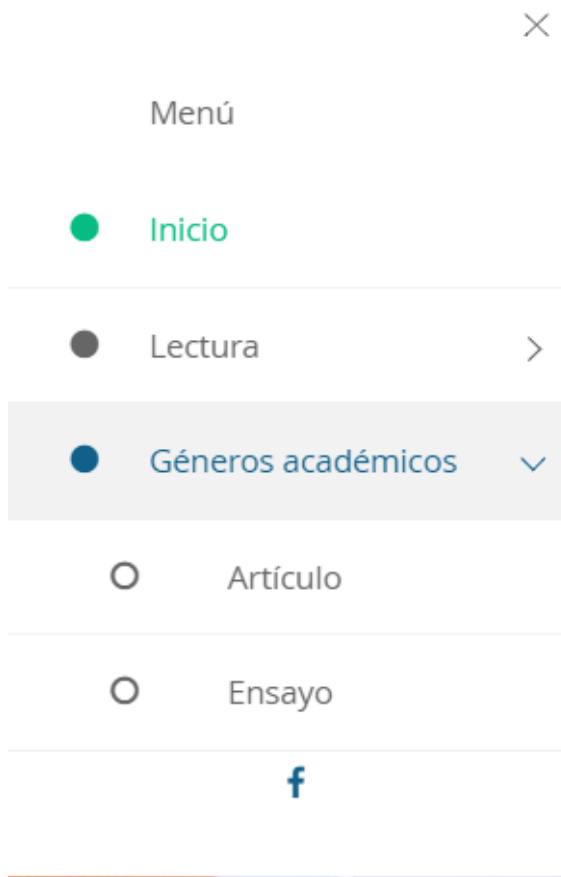 Menú
Inicio
Lectura
Géneros académicos
Artículo
Ensayo